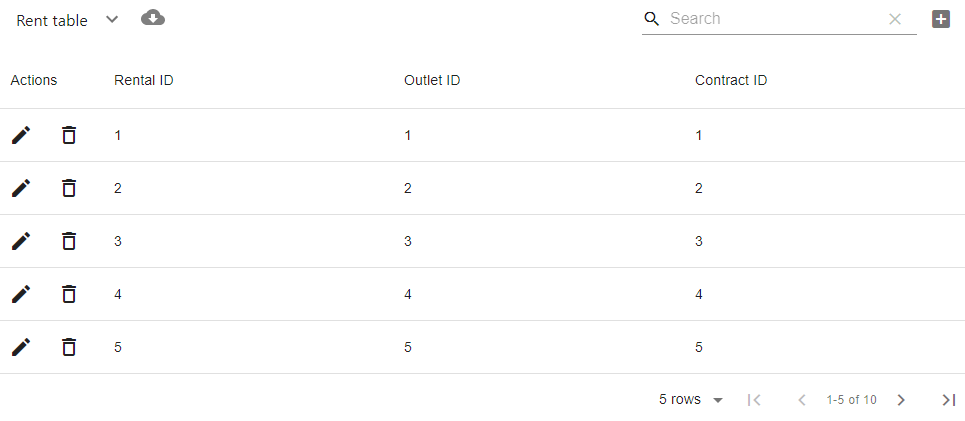 Rent table Search
Actions Rental ID Outlet ID Contract ID
1 1 1
2 2 2
3 3 3
4 4 4
5 5 5
5 rows 1-5 of 10